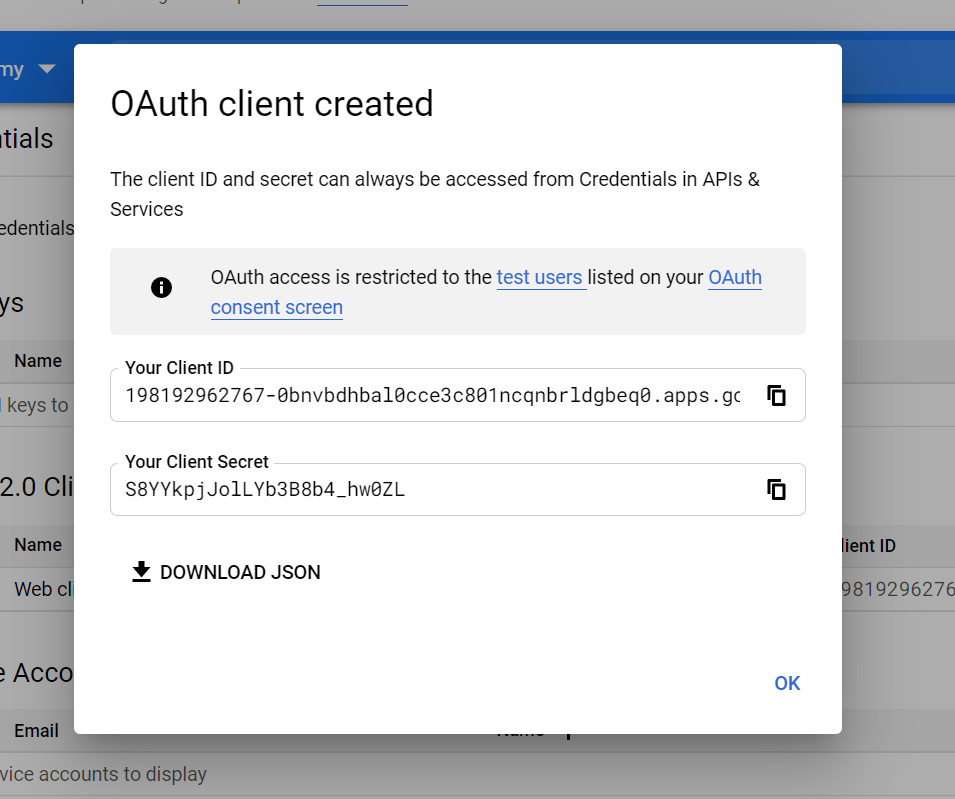 my
OAuth client created
ntials
The client ID and secret can always be accessed from Credentials in APIs &
Services
edentials
OAuth access is restricted to the test users listed on your OAuth
consent screen
ys
Name
Your Client ID
198192962767-0bnvbdhbal0cce3c801ncqnbrldgbeq0.apps.gc
I keys to
Your Client Secret
S8YYkpjJolLYb3B8b4_hw0ZL
2.0 Cli
Name
lient ID
DOWNLOAD JSON
Web cli
9819296276
e Acco
OK
Email
Name
vice accounts to display